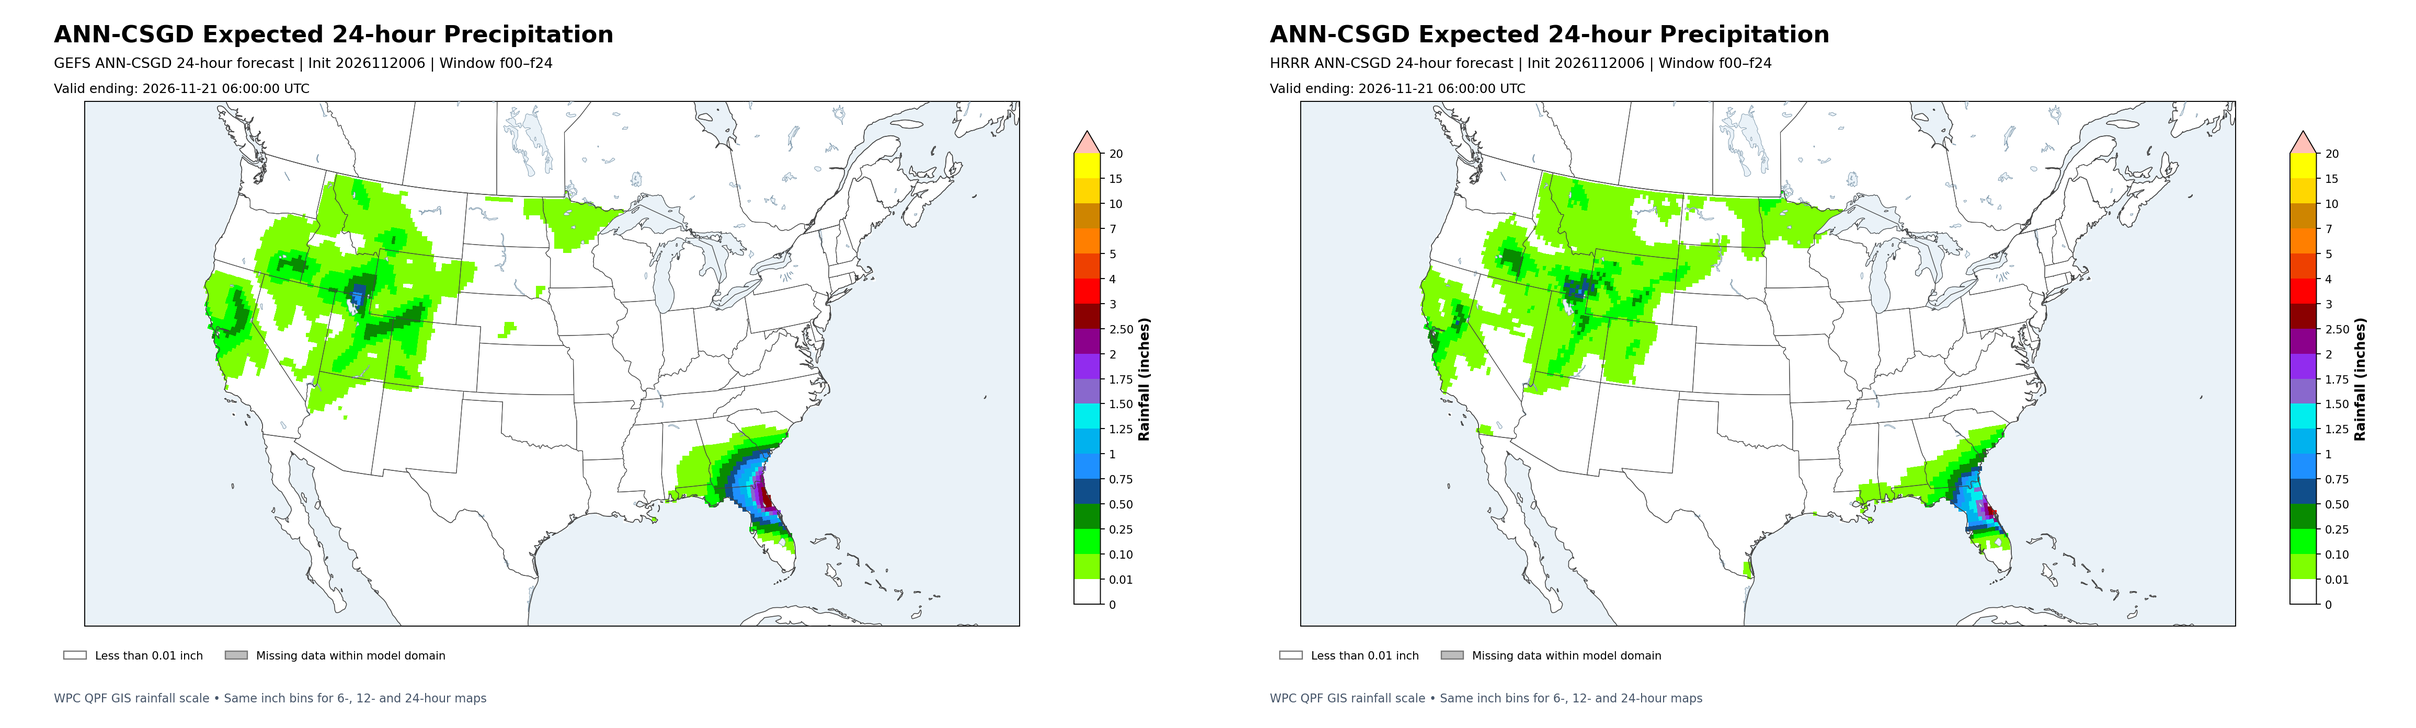 ANN-CSGD Expected 24-hour Precipitation
GEFS ANN-CSGD 24-hour forecast | Init 2026112006 | Window f00–f24
Valid ending: 2026-11-21 06:00:00 UTC
20
15
10
7
5
4
3
2.50
2
1.75
1.50
1.25
1
0.75
0.50
0.25
0.10
0.01
0
Rainfall (inches)
Less than 0.01 inch
Missing data within model domain
WPC QPF GIS rainfall scale • Same inch bins for 6-, 12- and 24-hour maps
ANN-CSGD Expected 24-hour Precipitation
HRRR ANN-CSGD 24-hour forecast | Init 2026112006 | Window f00–f24
Valid ending: 2026-11-21 06:00:00 UTC
20
15
10
7
5
4
3
2.50
2
1.75
1.50
1.25
1
0.75
0.50
0.25
0.10
0.01
0
Rainfall (inches)
Less than 0.01 inch
Missing data within model domain
WPC QPF GIS rainfall scale • Same inch bins for 6-, 12- and 24-hour maps